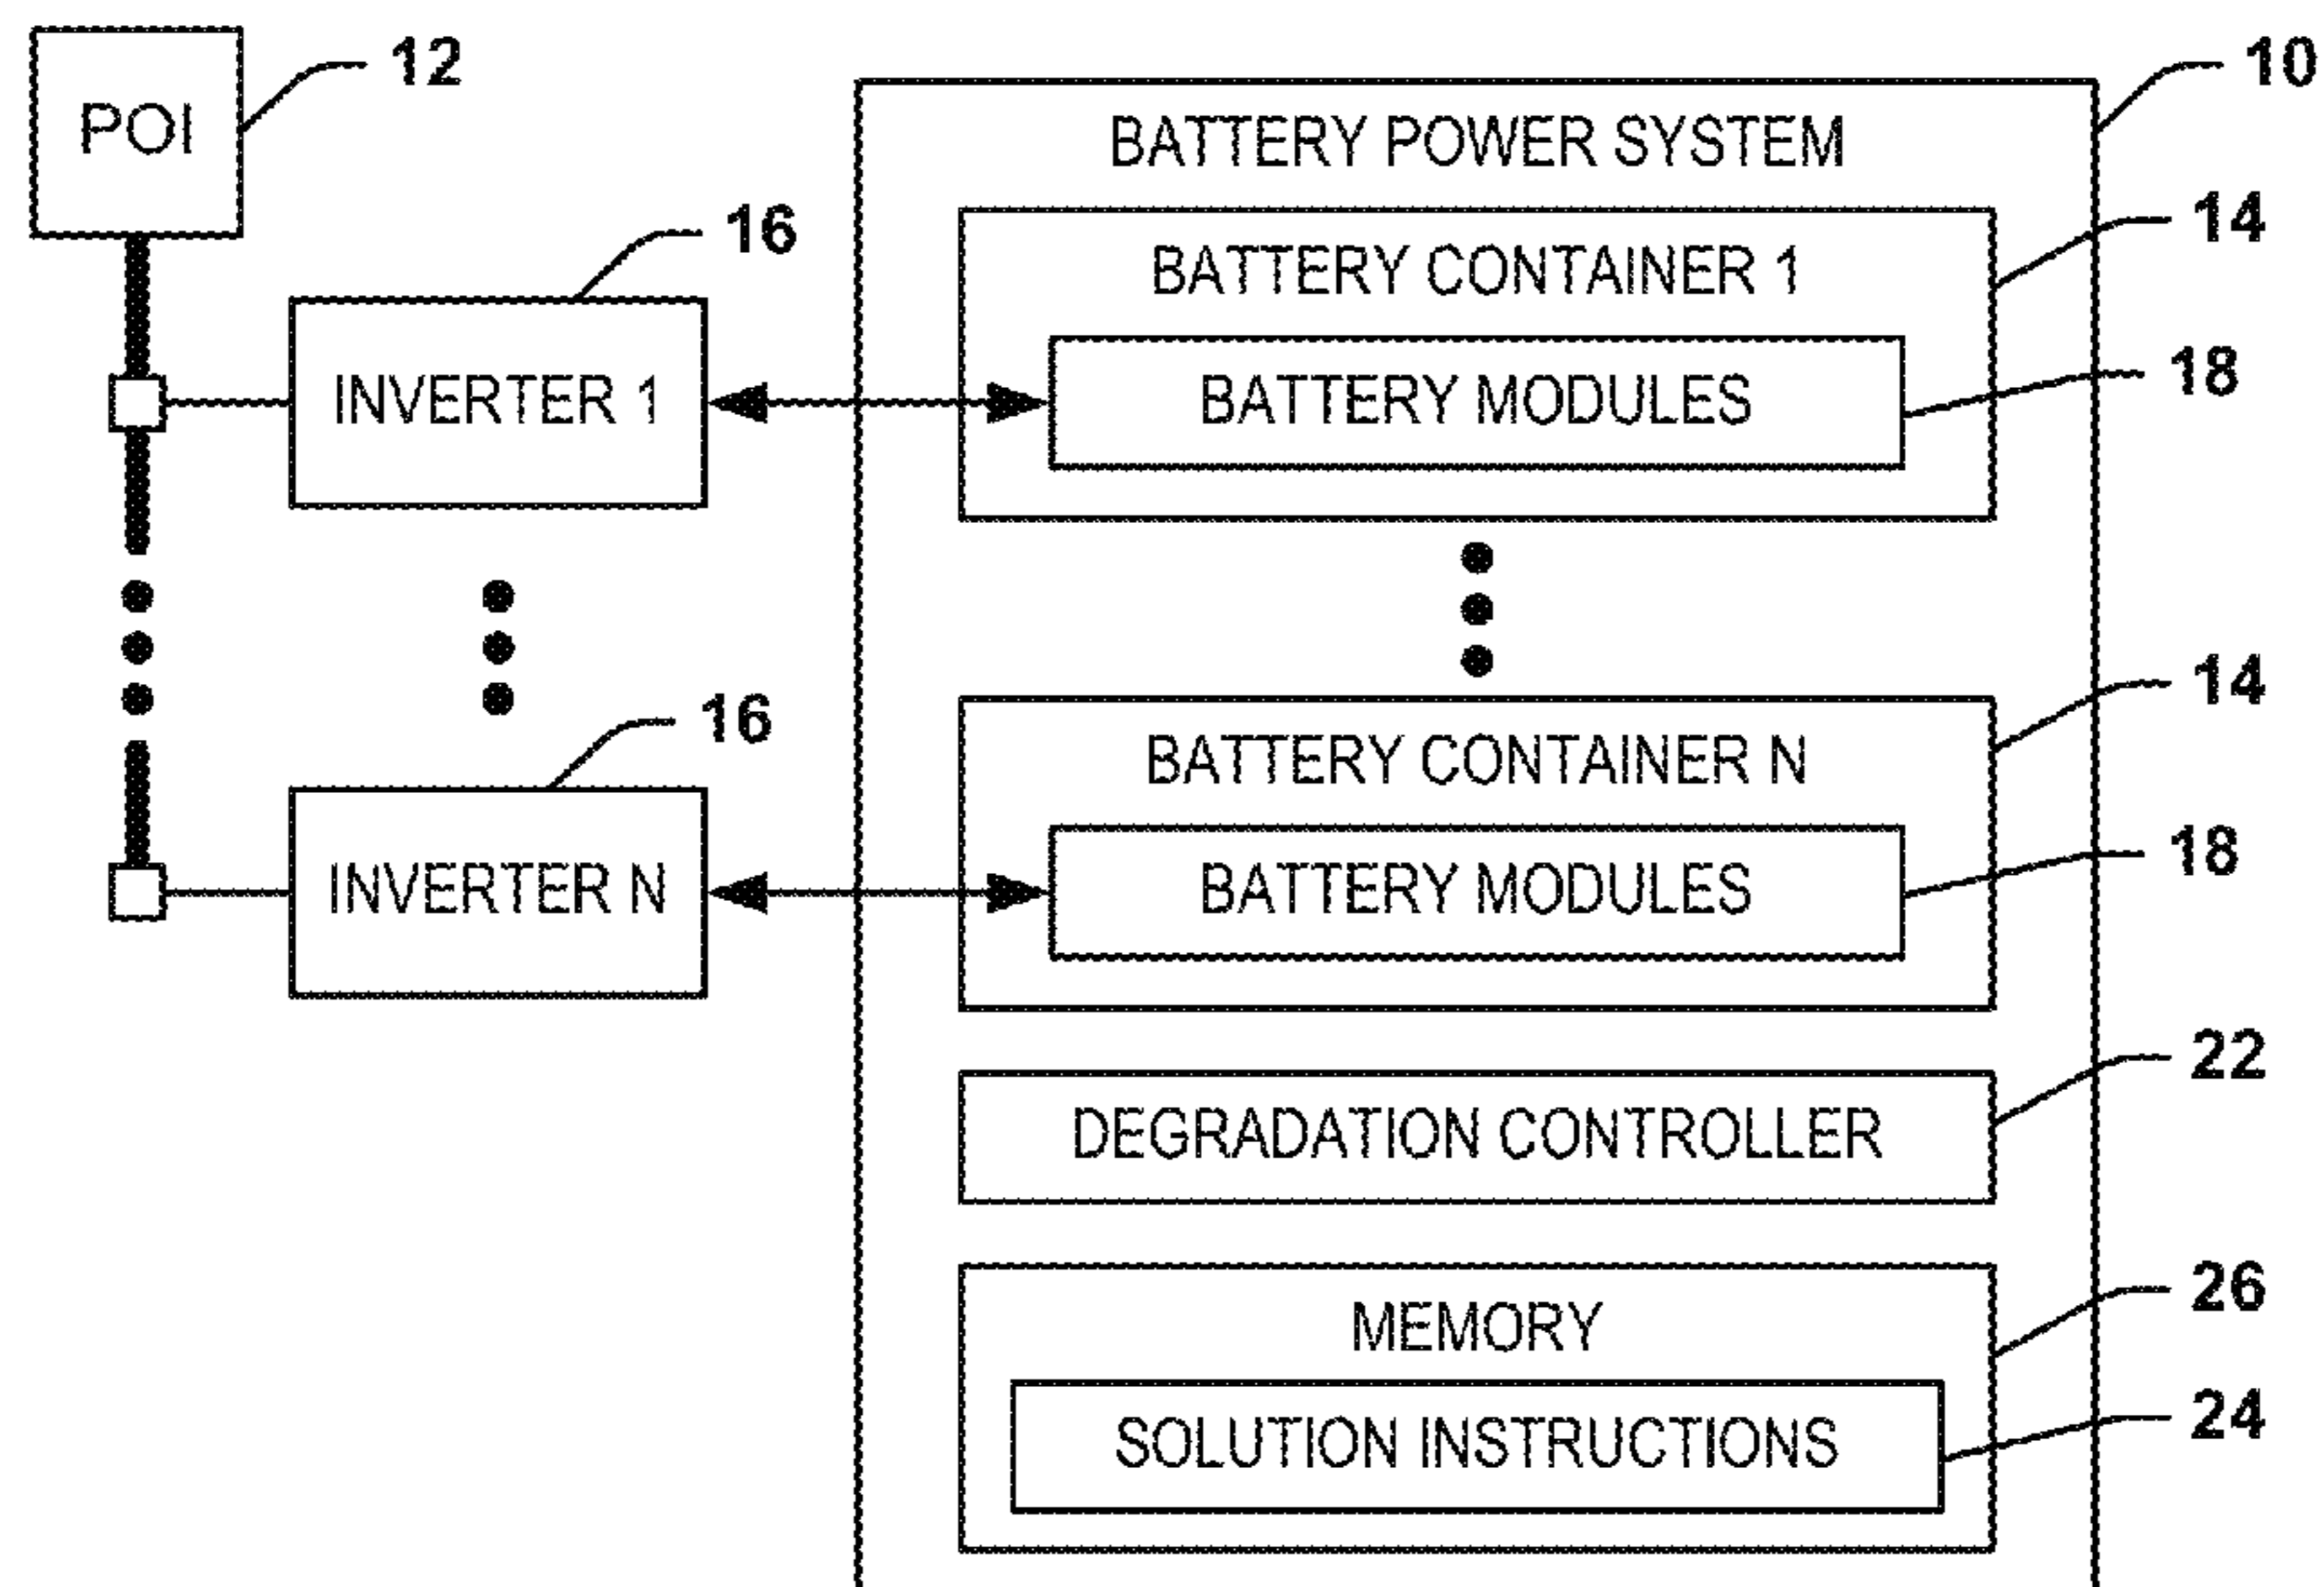 12
POI
10
BATTERY POWER SYSTEM
14
BATTERY CONTAINER 1
16
INVERTER 1
BATTERY MODULES
18
14
BATTERY CONTAINER N
16
INVERTER N
BATTERY MODULES
18
22
DEGRADATION CONTROLLER
26
MEMORY
24
SOLUTION INSTRUCTIONS